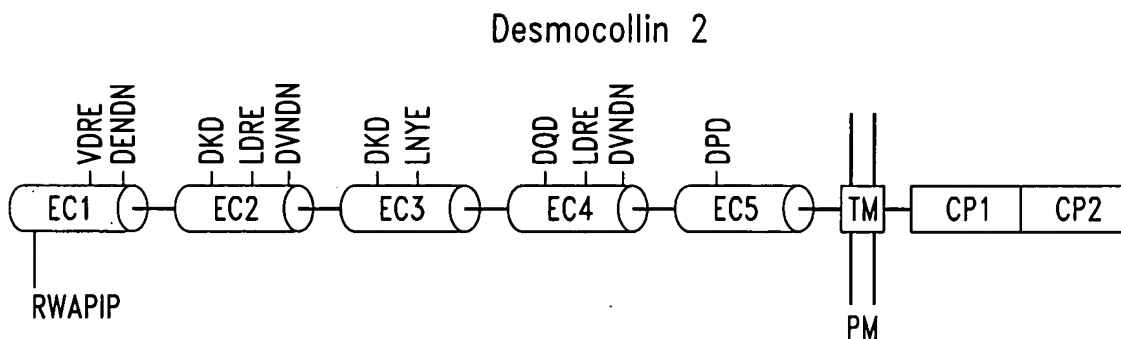 Desmocollin 2
VDRE DENDN DKD LDRE DVNDN DKD LNYE DQD LDRE DVNDN DPD
EC1 EC2 EC3 EC4 EC5 TM CP1 CP2
RWAPIP PM